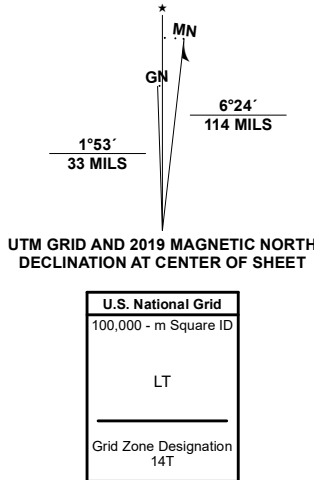 ★
MN
GN
6°24´
114 MILS
1°53´
33 MILS
UTM GRID AND 2019 MAGNETIC NORTH
DECLINATION AT CENTER OF SHEET
U.S. National Grid
100,000 - m Square ID
LT
Grid Zone Designation
14T